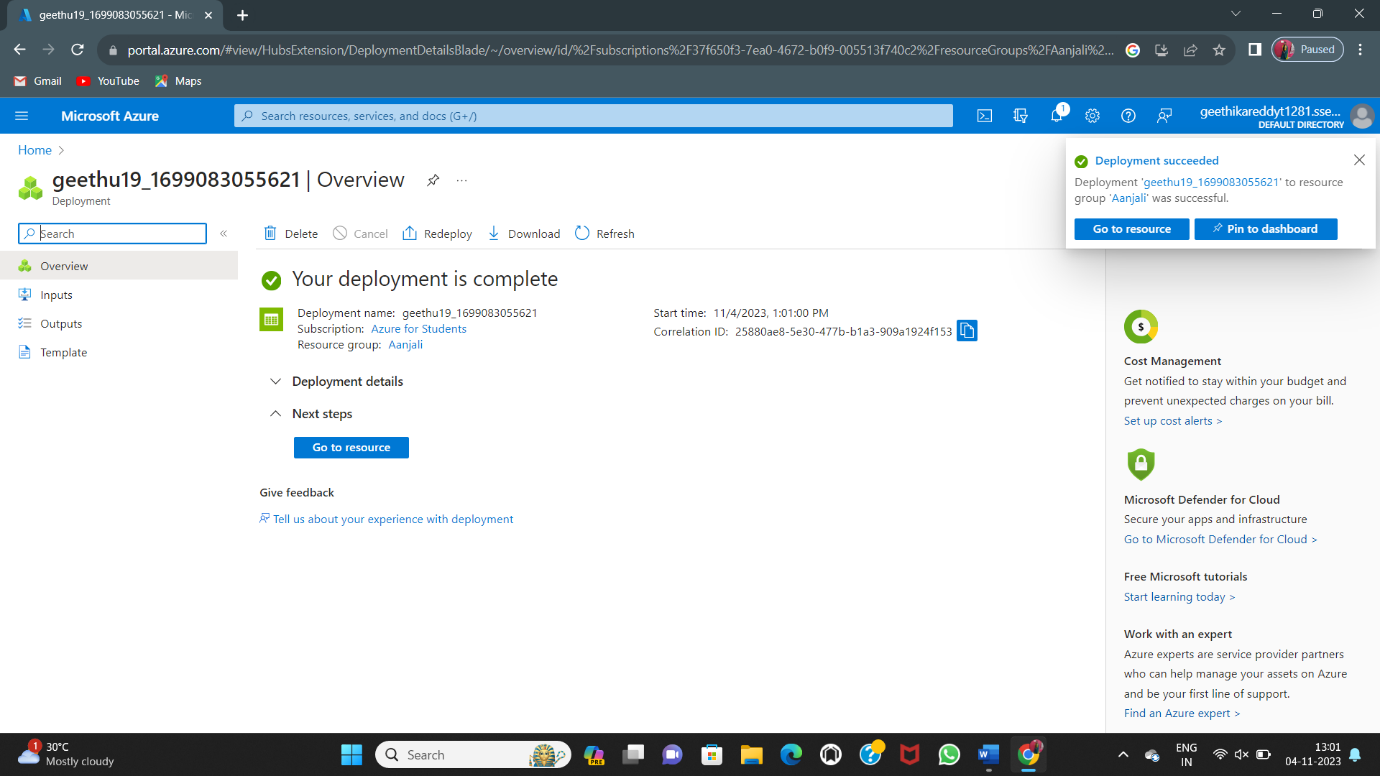 geethu19_1699083055621 - Mic
portal.azure.com/#view/HubsExtension/DeploymentDetailsBlade/~/overview/id/%2Fsubscriptions%2F37f650f3-7ea0-4672-b0f9-005513f740c2%2FresourceGroups%2FAanjali%2...
Paused
Gmail
YouTube
Maps
Microsoft Azure
Search resources, services, and docs (G+/)
1
geethikareddyt1281.sse...
DEFAULT DIRECTORY
Home >
geethu19_1699083055621 | Overview
Deployment
Deployment succeeded
Deployment 'geethu19_1699083055621' to resource
group 'Aanjali' was successful.
Go to resource
Pin to dashboard
Search
Delete
Cancel
Redeploy
Download
Refresh
Overview
Inputs
Outputs
Template
Your deployment is complete
Deployment name: geethu19_1699083055621
Subscription: Azure for Students
Resource group: Aanjali
Start time: 11/4/2023, 1:01:00 PM
Correlation ID: 25880ae8-5e30-477b-b1a3-909a1924f153
Deployment details
Next steps
Go to resource
Give feedback
Tell us about your experience with deployment
Cost Management
Get notified to stay within your budget and
prevent unexpected charges on your bill.
Set up cost alerts >
Microsoft Defender for Cloud
Secure your apps and infrastructure
Go to Microsoft Defender for Cloud >
Free Microsoft tutorials
Start learning today >
Work with an expert
Azure experts are service provider partners
who can help manage your assets on Azure
and be your first line of support.
Find an Azure expert >
1
30°C
Mostly cloudy
Search
PRE
ENG
IN
13:01
04-11-2023